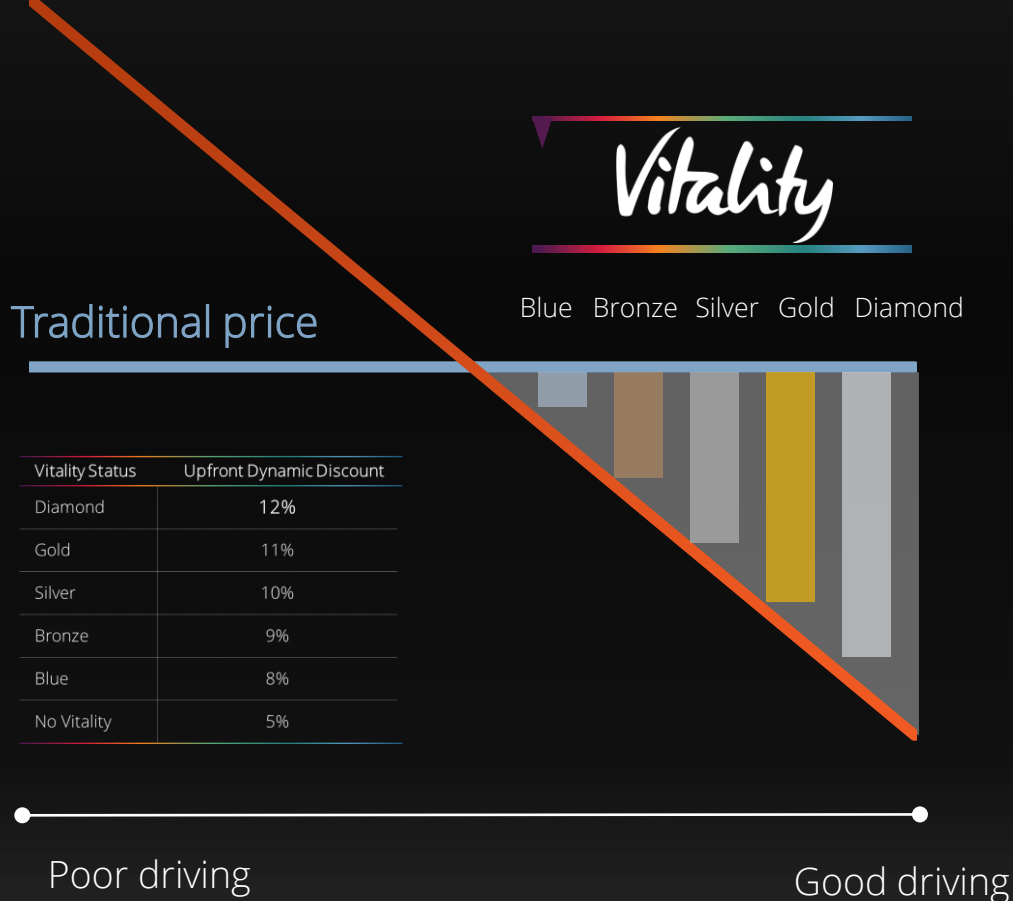 Vitality
Blue Bronze Silver Gold Diamond
Traditional price
Vitality Status Upfront Dynamic Discount
Diamond 12%
Gold 11%
Silver 10%
Bronze 9%
Blue 8%
No Vitality 5%
Poor driving Good driving